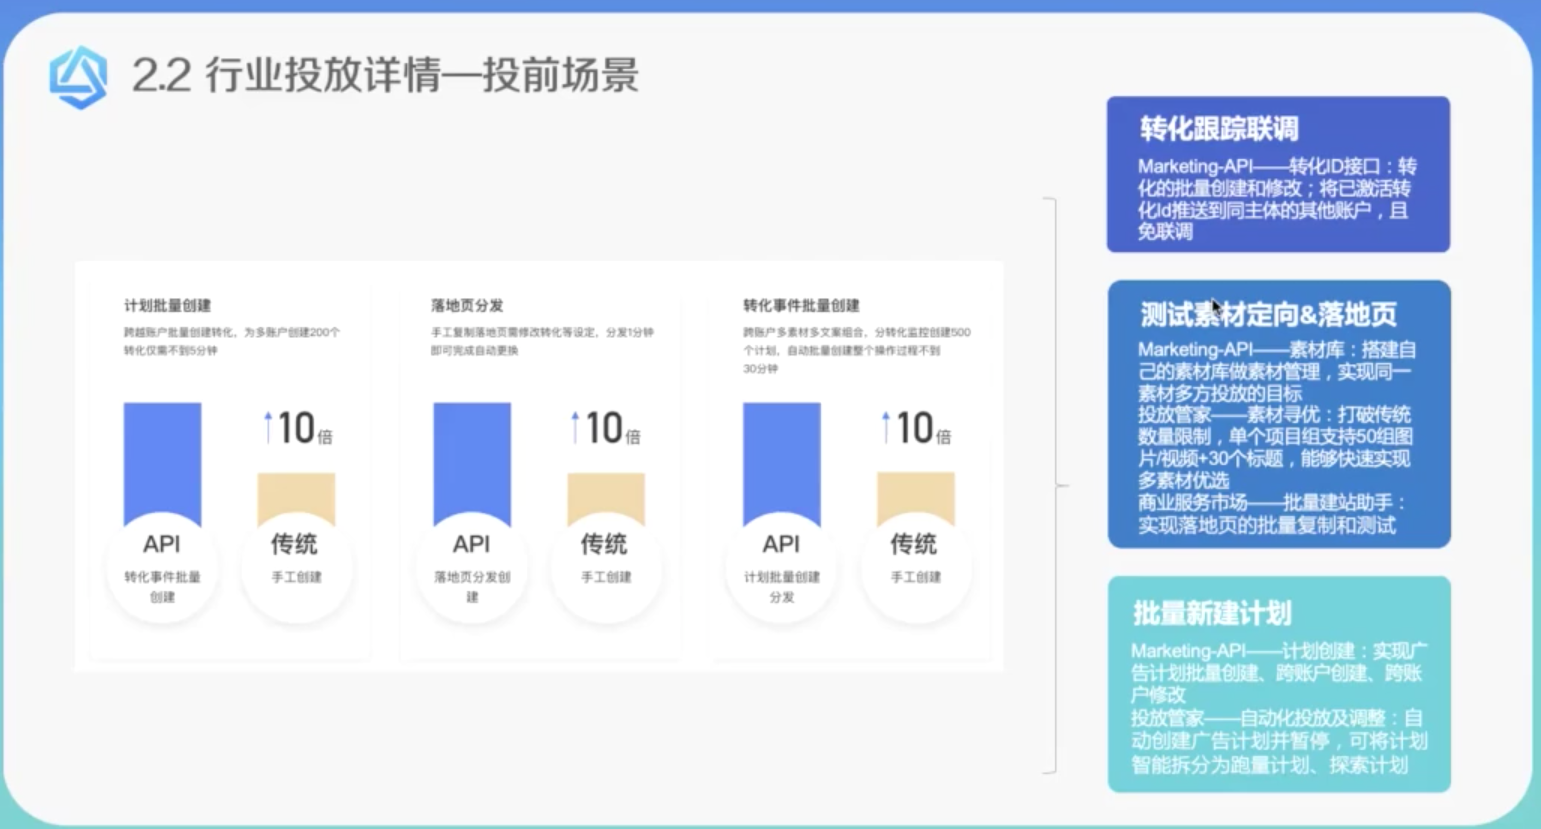 2.2 行业投放详情—投前场景
计划批量创建
跨越账户批量创建转化，为多账户创建200个
转化仅需不到5分钟
↑10倍
API
转化事件批量
创建
传统
手工创建
落地页分发
手工复制落地页需修改转化等设定，分发1分钟
即可完成自动更换
↑10倍
API
落地页分发创
建
传统
手工创建
转化事件批量创建
跨账户多素材多文案组合，分转化监控创建500
个计划，自动批量创建整个操作过程不到
30分钟
↑10倍
API
计划批量创建
分发
传统
手工创建
转化跟踪联调
Marketing-API——转化ID接口：转
化的批量创建和修改；将已激活转
化Id推送到同主体的其他账户，且
免联调
测试素材定向&落地页
Marketing-API——素材库：搭建自
己的素材库做素材管理，实现同一
素材多方投放的目标
投放管家——素材寻优：打破传统
数量限制，单个项目组支持50组图
片/视频+30个标题，能够快速实现
多素材优选
商业服务市场——批量建站助手：
实现落地页的批量复制和测试
批量新建计划
Marketing-API——计划创建：实现广
告计划批量创建、跨账户创建、跨账
户修改
投放管家——自动化投放及调整：自
动创建广告计划并暂停，可将计划
智能拆分为跑量计划、探索计划